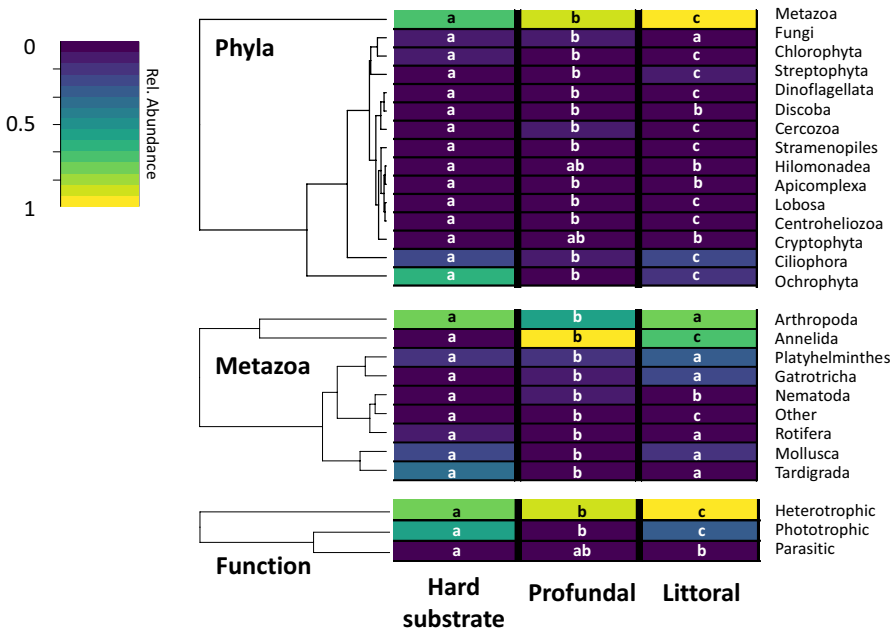 0
0.5
1
Rel. Abundance
Phyla
a b c Metazoa
a b a Fungi
a b c Chlorophyta
a b c Streptophyta
a b c Dinoflagellata
a b b Discoba
a b c Cercozoa
a b c Stramenopiles
a ab b Hilomonadea
a b b Apicomplexa
a b c Lobosa
a b c Centroheliozoa
a ab b Cryptophyta
a b c Ciliophora
a b c Ochrophyta
Metazoa
a b a Arthropoda
a b c Annelida
a b a Platyhelminthes
a b a Gatrotricha
a b b Nematoda
a b c Other
a b a Rotifera
a b a Mollusca
a b a Tardigrada
Function
a b c Heterotrophic
a b c Phototrophic
a ab b Parasitic
Hard
substrate
Profundal
Littoral